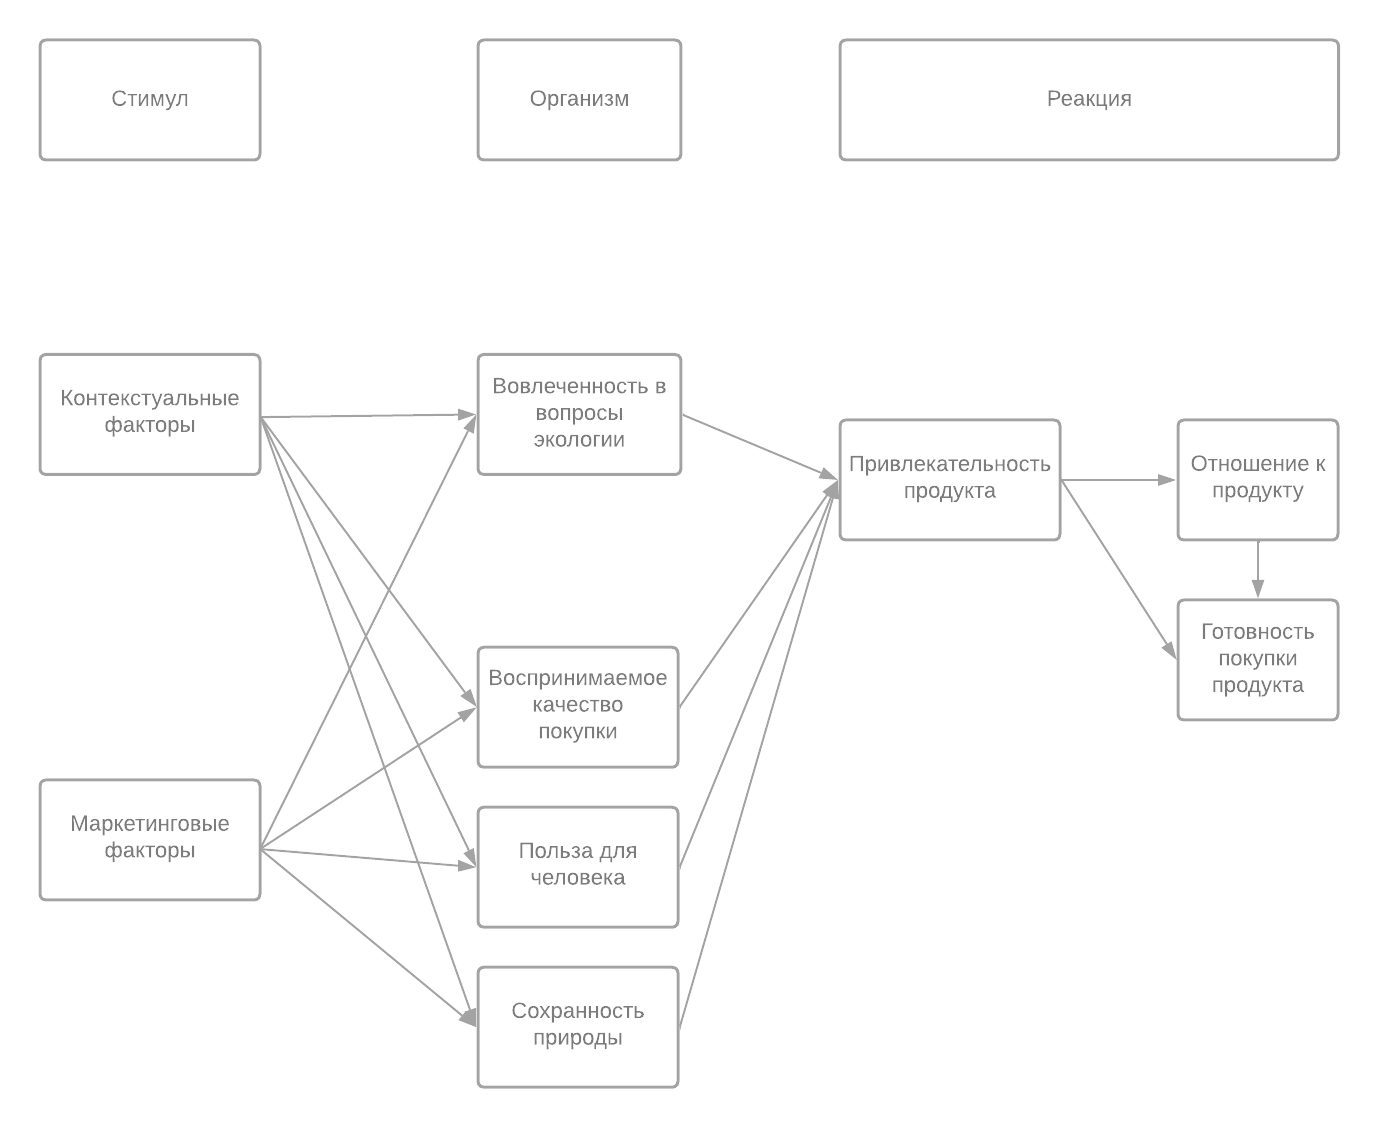 Стимул
Организм
Реакция
Контекстуальные
факторы
Вовлеченность в
вопросы
экологии
Привлекательность
продукта
Отношение к
продукту
Готовность
покупки
продукта
Воспринимаемое
качество
покупки
Маркетинговые
факторы
Польза для
человека
Сохранность
природы